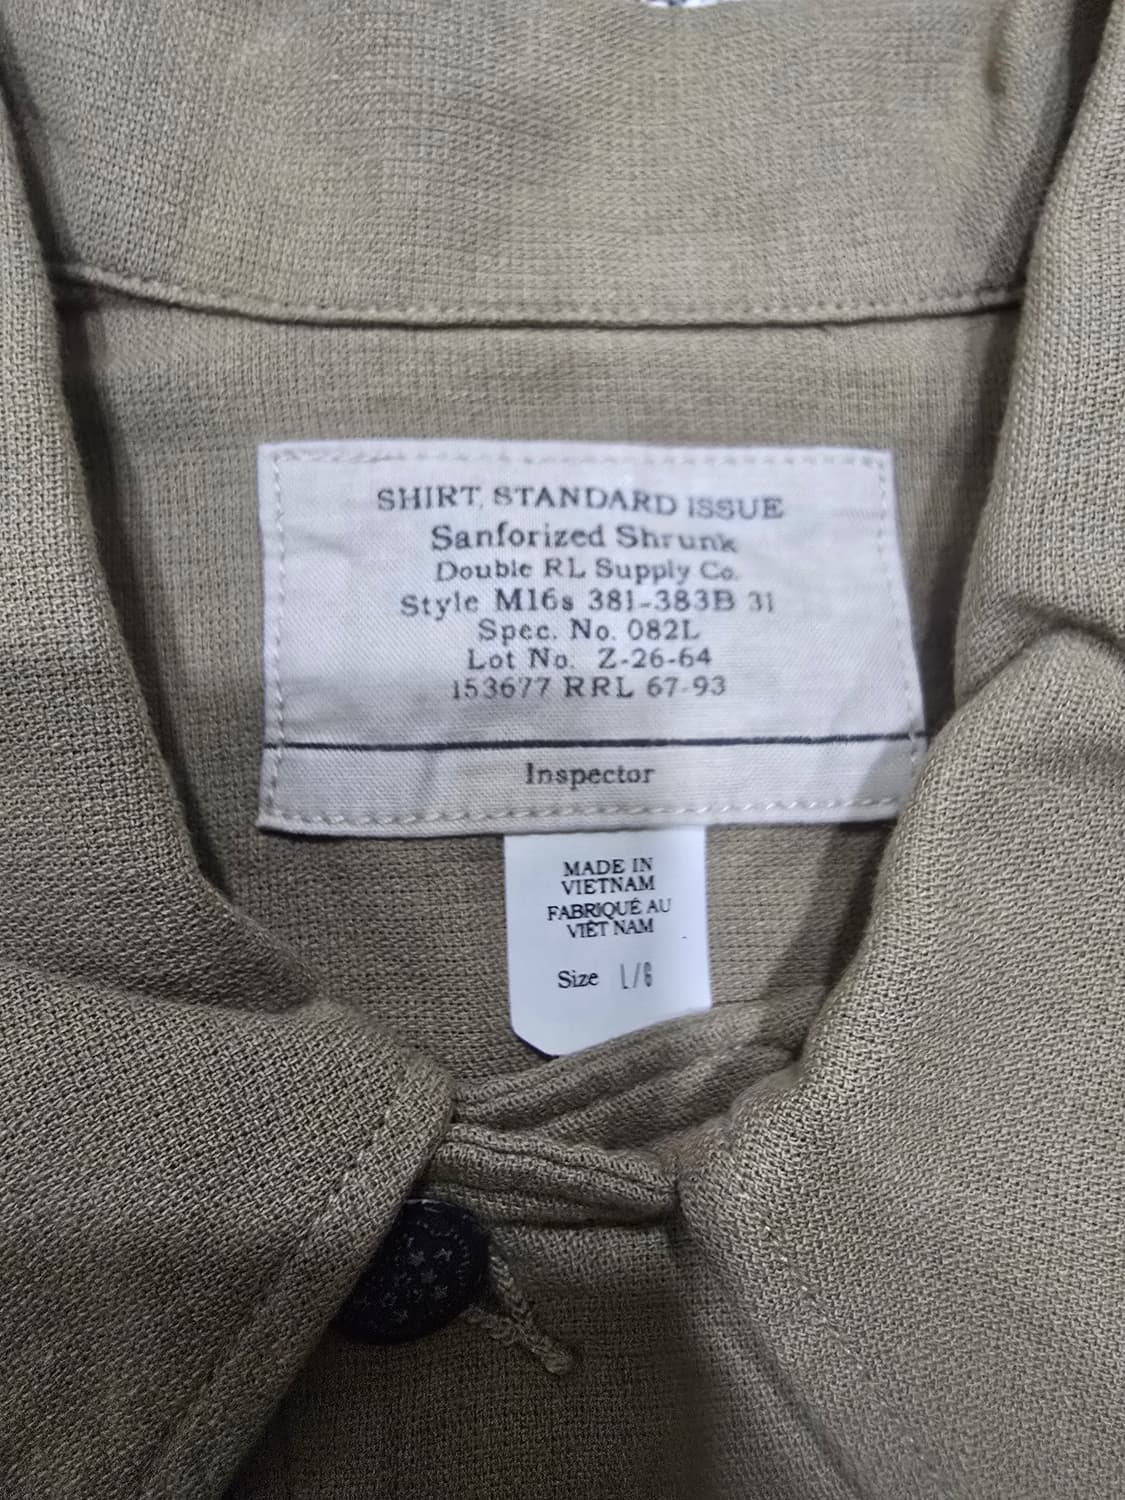 SHIRT, STANDARD ISSUE
Sanforized Shrunk
Double RL Supply Co.
Style M16s 381-383B 31
Spec. No. 082L
Lot No. Z-26-64
153677 RRL 67-93
Inspector
MADE IN
VIETNAM
FABRIQUÉ AU
VIÊT NAM
Size L/G